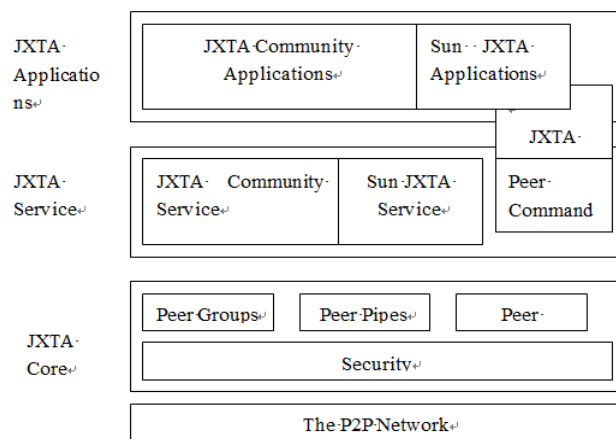 JXTA
Applicatio
ns
JXTA Community
Applications
Sun JXTA
Applications
JXTA
Peer
Command
JXTA
Service
JXTA Community
Service
Sun JXTA
Service
JXTA
Core
Peer Groups
Peer Pipes
Peer
Security
The P2P Network